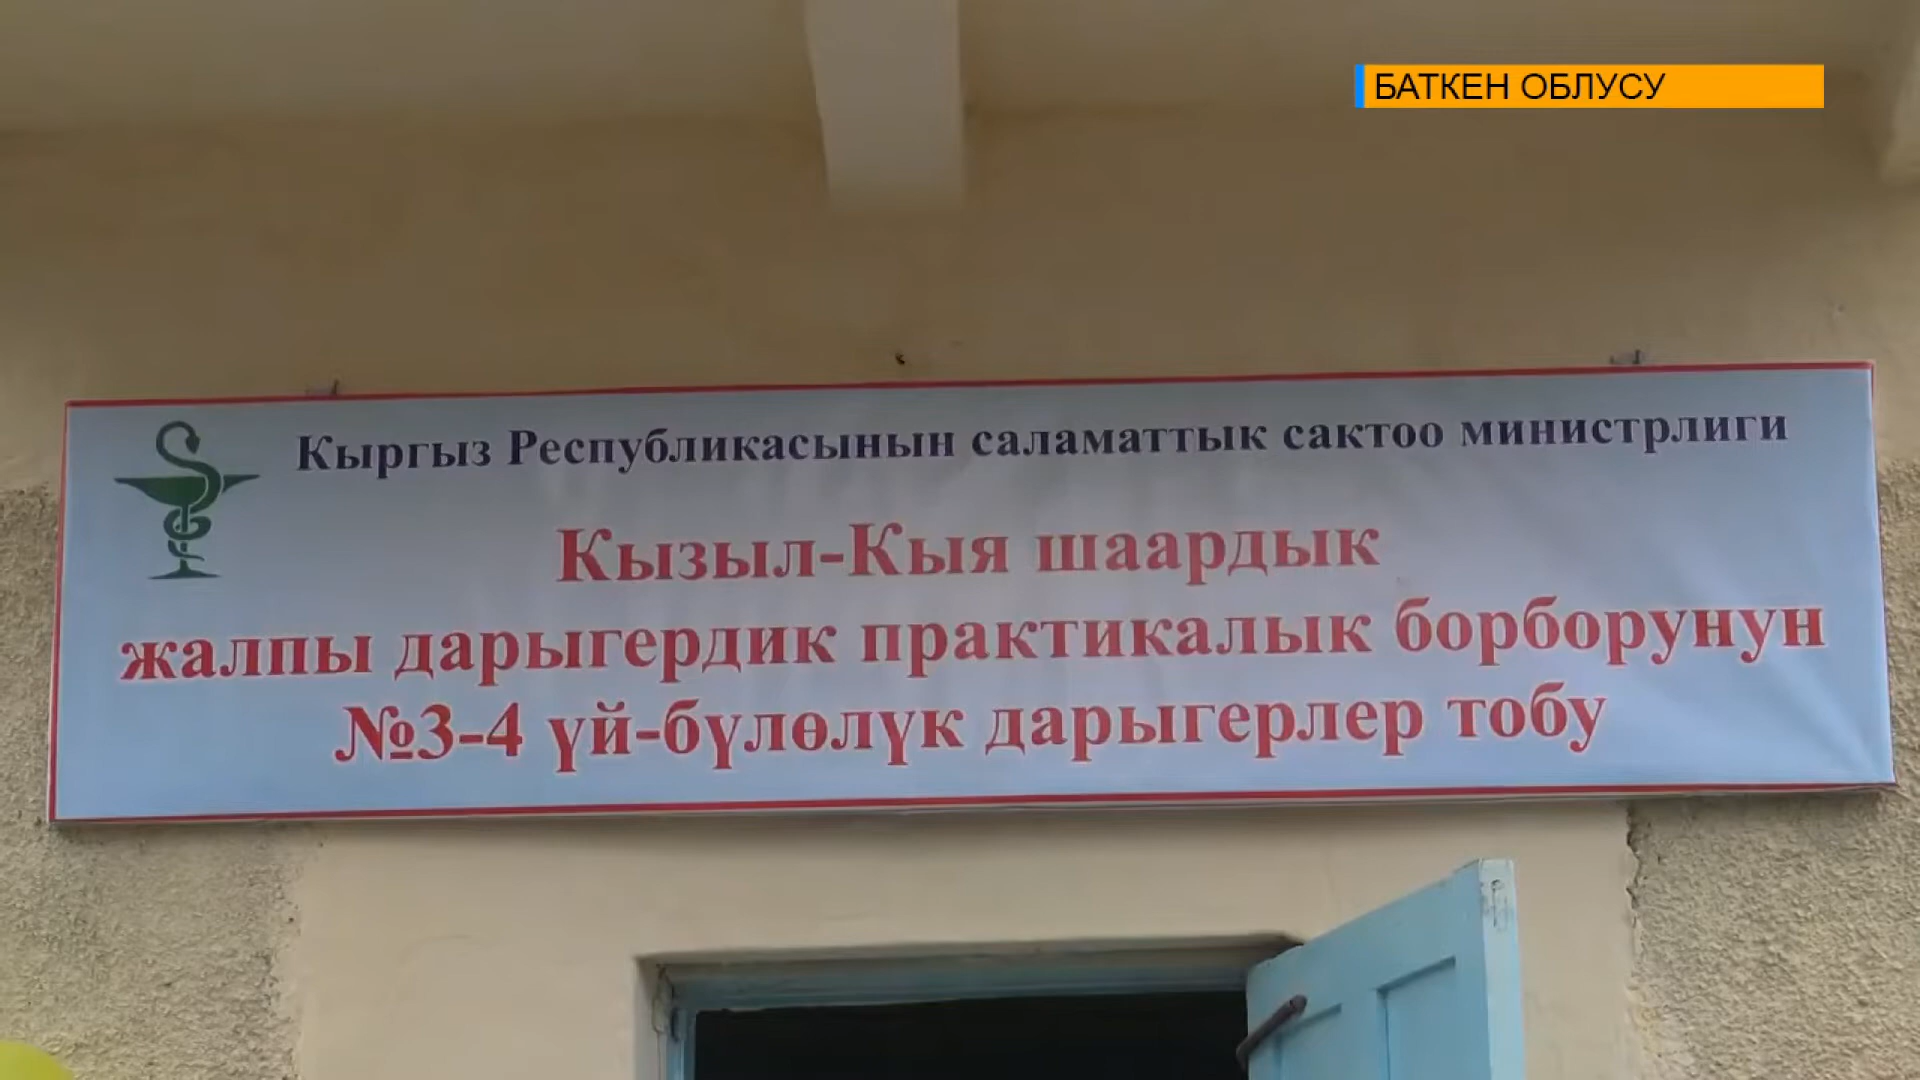 БАТКЕН ОБЛУСУ
Кыргыз Республикасынын саламаттык сактоо министрлиги
Кызыл-Кыя шаардык
жалпы дарыгердик практикалык борборунун
№3-4 үй-бүлөлүк дарыгерлер тобу